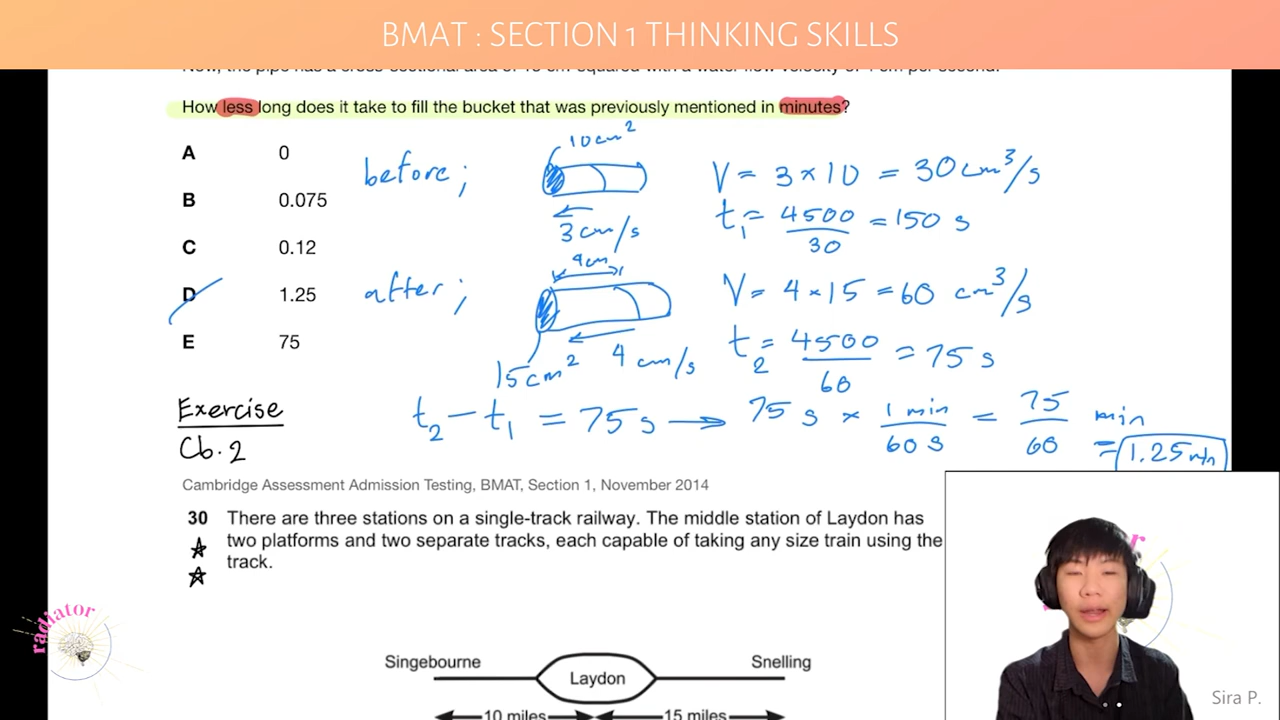 BMAT : SECTION 1 THINKING SKILLS
How less long does it take to fill the bucket that was previously mentioned in minutes?
A 0
B 0.075
C 0.12
D 1.25
E 75
before;
10cm²
3 cm/s
V = 3 × 10 = 30 cm³/s
t₁ = 4500/30 = 150 s
after;
4cm
15cm²
4 cm/s
V = 4 × 15 = 60 cm³/s
t₂ = 4500/60 = 75 s
t₂ − t₁ = 75 s → 75 s × 1 min/60 s = 75/60 min
= 1.25 min
Exercise
Cb.2
Cambridge Assessment Admission Testing, BMAT, Section 1, November 2014
30 There are three stations on a single-track railway. The middle station of Laydon has
two platforms and two separate tracks, each capable of taking any size train using the
track.
Singebourne
Laydon
Snelling
10 miles
15 miles
radiator
Sira P.